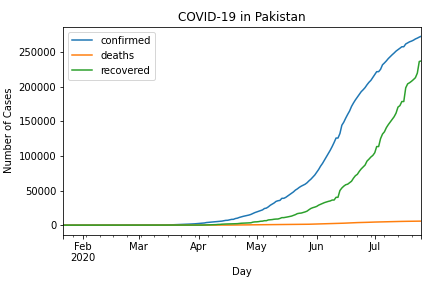 COVID-19 in Pakistan
confirmed
deaths
recovered
Number of Cases
250000
200000
150000
100000
50000
0
Feb Mar Apr May Jun Jul
2020
Day